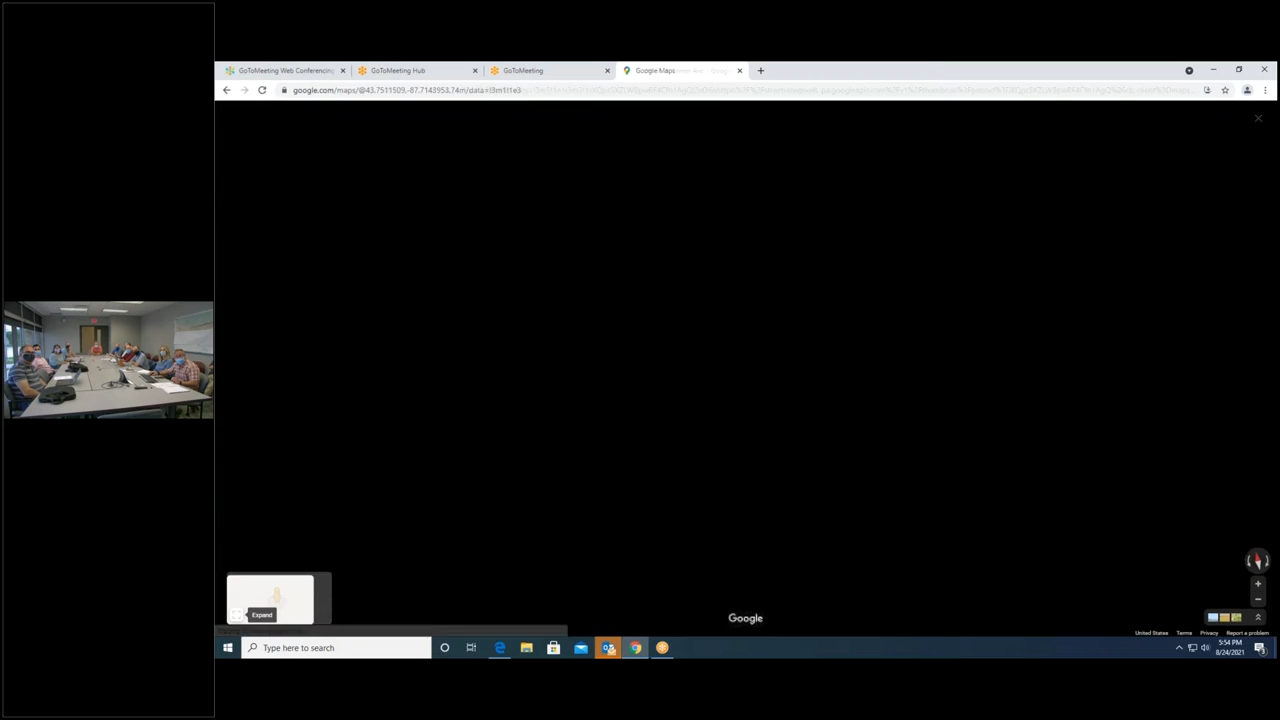 GoToMeeting Web Conferencing
GoToMeeting Hub
GoToMeeting
Google Maps
google.com/maps/@43.7511509,-87.7143953,74m/data=!3m1!1e3
Expand
Google
United States Terms Privacy Report a problem
Type here to search
5:54 PM
8/24/2021
3